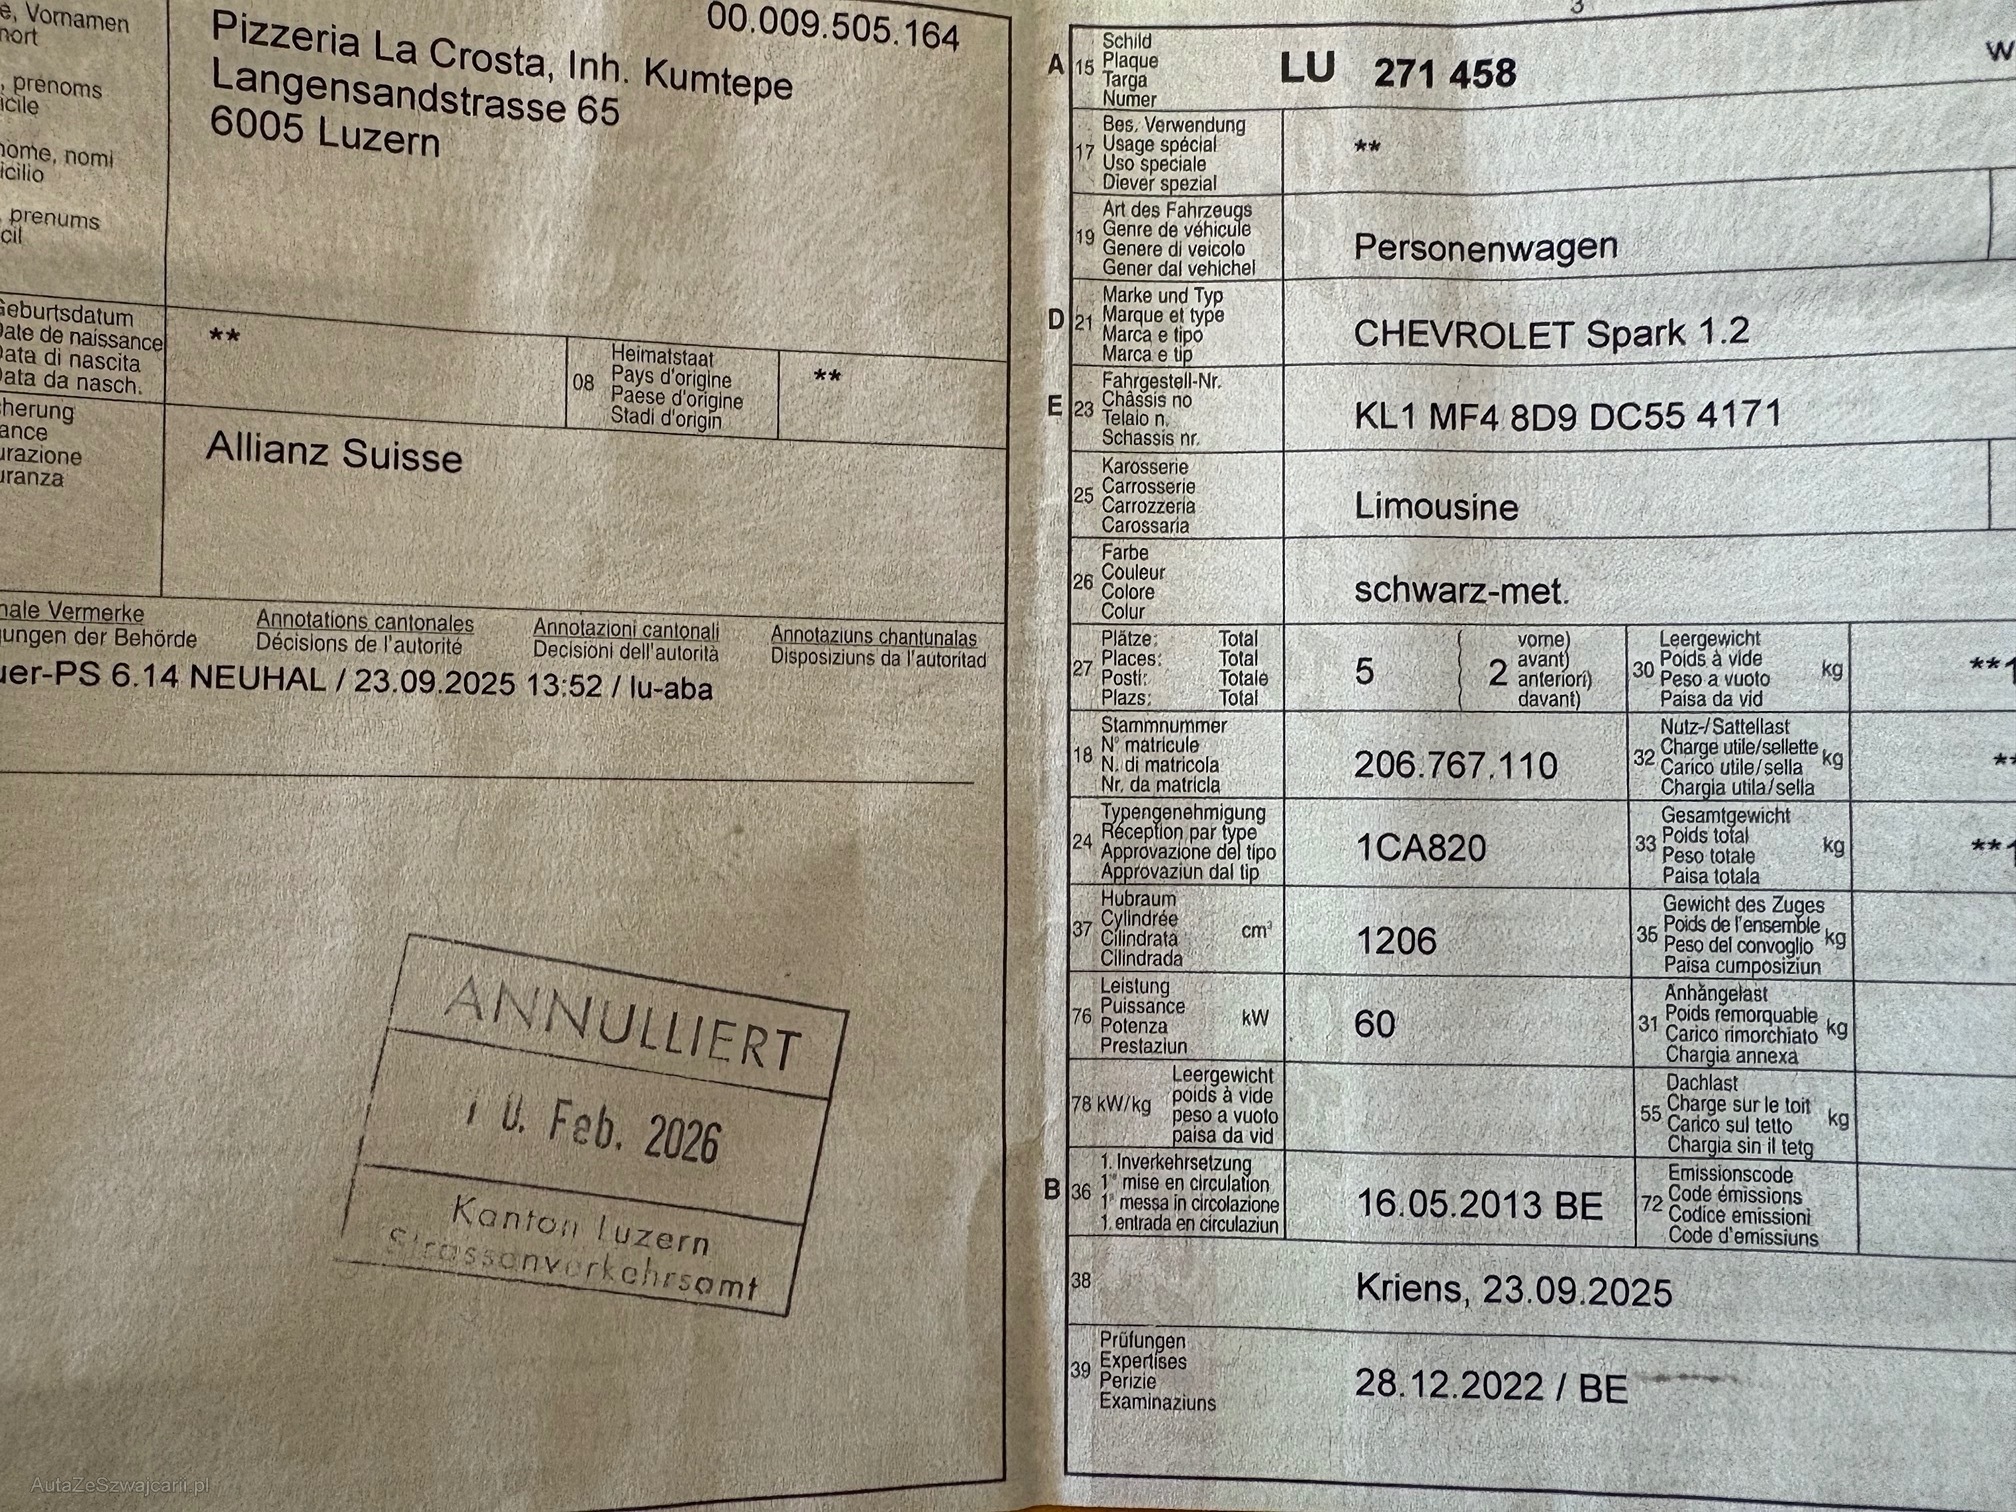 , Vornamen
, prenoms
nome, nomi
, prenums
00.009.505.164
Pizzeria La Crosta, Inh. Kumtepe
Langensandstrasse 65
6005 Luzern
Geburtsdatum
Date de naissance
Data di nascita
Data da nasch.
**
08
Heimatstaat
Pays d'origine
Paese d'origine
Stadi d'origin
**
Allianz Suisse
Vermerke
der Behörde
Annotations cantonales
Décisions de l'autorité
Annotazioni cantonali
Decisioni dell'autorità
Annotaziuns chantunalas
Disposiziuns da l'autoritad
uer-PS 6.14 NEUHAL / 23.09.2025 13:52 / lu-aba
ANNULLIERT
Feb. 2026
Kanton Luzern
Strassenverkehrsamt
AutaZeSzwajcarii.pl
3
A 15
Schild
Plaque
Targa
Numer
LU 271 458
W
17
Bes. Verwendung
Usage spécial
Uso speciale
Diever spezial
**
19
Art des Fahrzeugs
Genre de véhicule
Genere di veicolo
Gener dal vehichel
Personenwagen
D 21
Marke und Typ
Marque et type
Marca e tipo
Marca e tip
CHEVROLET Spark 1.2
E 23
Fahrgestell-Nr.
Châssis no
Telaio n.
Schassis nr.
KL1 MF4 8D9 DC55 4171
25
Karosserie
Carrosserie
Carrozzeria
Carossaria
Limousine
26
Farbe
Couleur
Colore
Colur
schwarz-met.
27
Plätze: Total
Places: Total
Posti: Totale
Plazs: Total
5
2
vorne)
avant)
anteriori)
davant)
30
Leergewicht
Poids à vide
Peso a vuoto
Paisa da vid
kg
**1
18
Stammnummer
N° matricule
N. di matricola
Nr. da matricla
206.767.110
32
Nutz-/Sattellast
Charge utile/sellette
Carico utile/sella
Chargia utila/sella
kg
**
24
Typengenehmigung
Réception par type
Approvazione del tipo
Approvaziun dal tip
1CA820
33
Gesamtgewicht
Poids total
Peso totale
Paisa totala
kg
**1
37
Hubraum
Cylindrée
Cilindrata
Cilindrada
cm³
1206
35
Gewicht des Zuges
Poids de l'ensemble
Peso del convoglio
Paisa cumposiziun
kg
76
Leistung
Puissance
Potenza
Prestaziun
kW
60
31
Anhängelast
Poids remorquable
Carico rimorchiato
Chargia annexa
kg
78 kW/kg
Leergewicht
poids à vide
peso a vuoto
paisa da vid
55
Dachlast
Charge sur le toit
Carico sul tetto
Chargia sin il tetg
kg
B 36
1. Inverkehrsetzung
1re mise en circulation
1a messa in circolazione
1. entrada en circulaziun
16.05.2013 BE
72
Emissionscode
Code émissions
Codice emissioni
Code d'emissiuns
38
Kriens, 23.09.2025
39
Prüfungen
Expertises
Perizie
Examinaziuns
28.12.2022 / BE